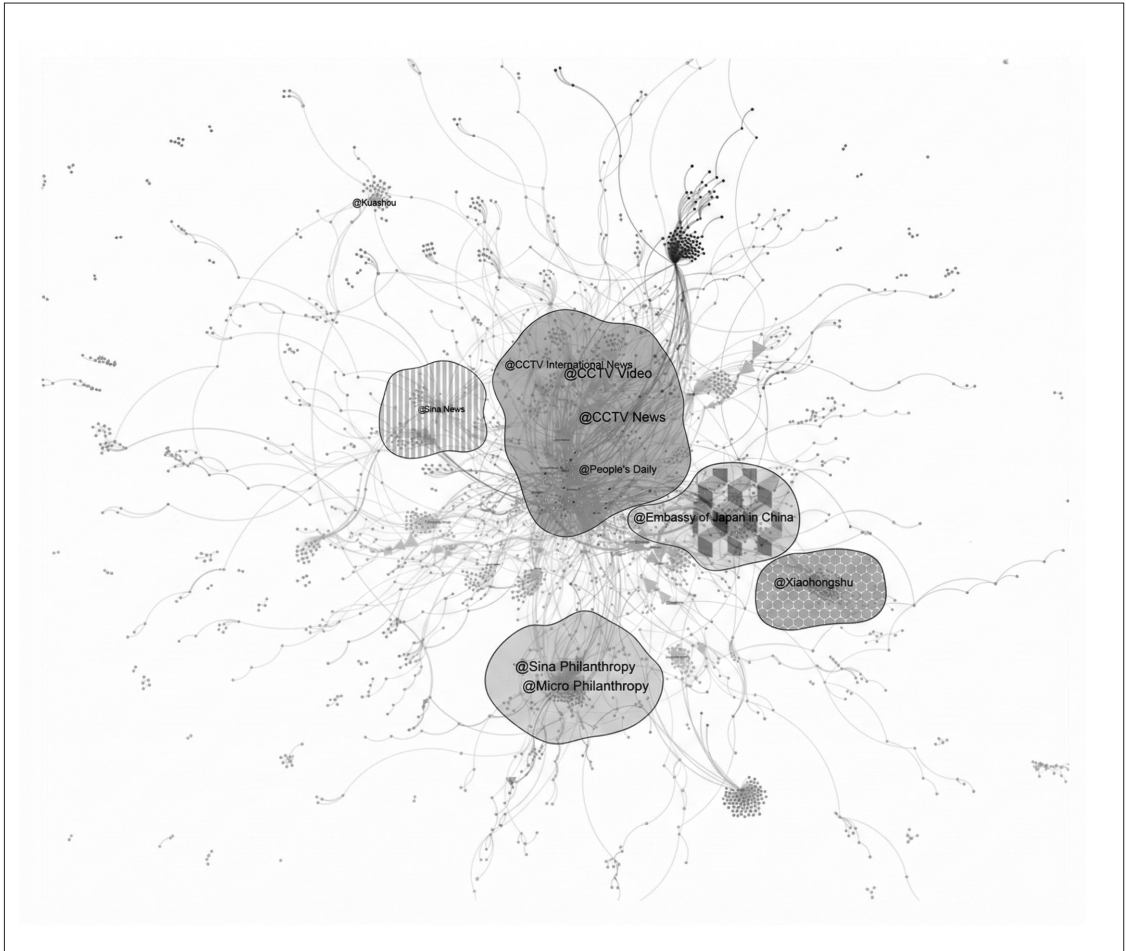 @Kuashou
@CCTV International News
@CCTV Video
@Sina News
@CCTV News
@People's Daily
@Embassy of Japan in China
@Xiaohongshu
@Sina Philanthropy
@Micro Philanthropy